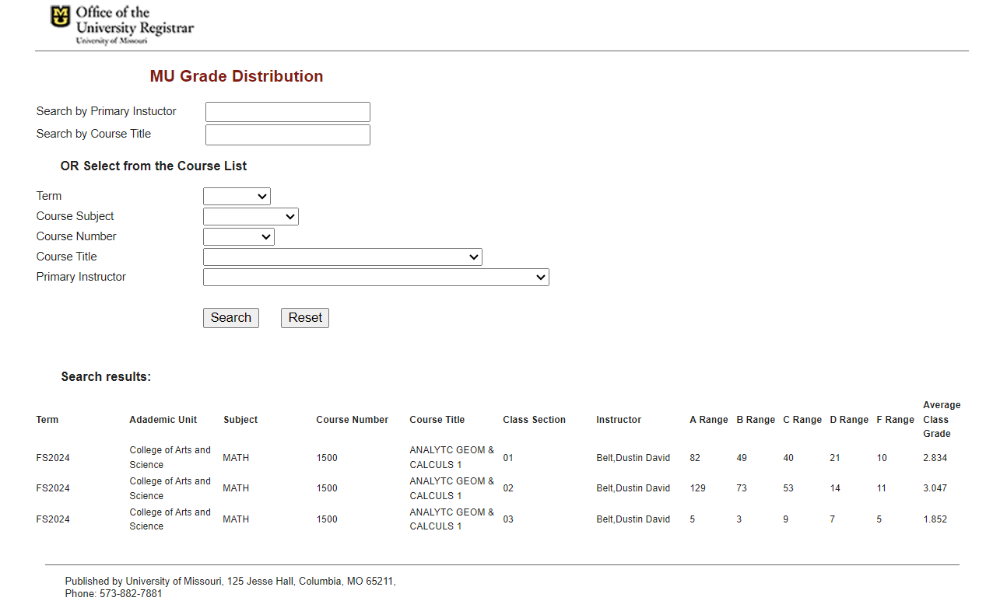 Office of the
University Registrar
University of Missouri
MU Grade Distribution
Search by Primary Instuctor
Search by Course Title
OR Select from the Course List
Term
Course Subject
Course Number
Course Title
Primary Instructor
Search Reset
Search results:
Term Adademic Unit Subject Course Number Course Title Class Section Instructor A Range B Range C Range D Range F Range Average Class Grade
FS2024 College of Arts and Science MATH 1500 ANALYTC GEOM & CALCULS 1 01 Belt,Dustin David 82 49 40 21 10 2.834
FS2024 College of Arts and Science MATH 1500 ANALYTC GEOM & CALCULS 1 02 Belt,Dustin David 129 73 53 14 11 3.047
FS2024 College of Arts and Science MATH 1500 ANALYTC GEOM & CALCULS 1 03 Belt,Dustin David 5 3 9 7 5 1.852
Published by University of Missouri, 125 Jesse Hall, Columbia, MO 65211,
Phone: 573-882-7881